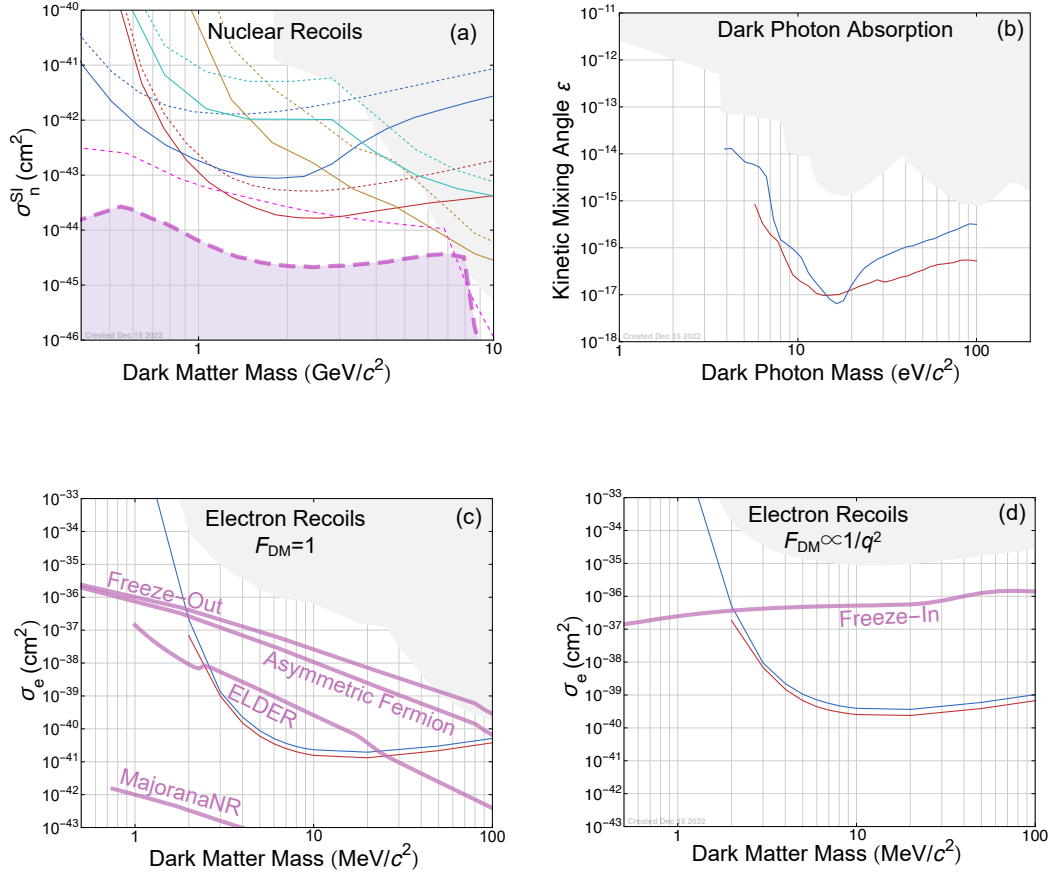 Nuclear Recoils
(a)
10⁻⁴⁰
10⁻⁴¹
10⁻⁴²
10⁻⁴³
10⁻⁴⁴
10⁻⁴⁵
10⁻⁴⁶
σₙ^SI (cm²)
Created Dec 15 2022
1
10
Dark Matter Mass (GeV/c²)
Dark Photon Absorption
(b)
10⁻¹¹
10⁻¹²
10⁻¹³
10⁻¹⁴
10⁻¹⁵
10⁻¹⁶
10⁻¹⁷
10⁻¹⁸
Kinetic Mixing Angle ε
Created Dec 15 2022
1
10
100
Dark Photon Mass (eV/c²)
Electron Recoils
F_DM=1
(c)
10⁻³³
10⁻³⁴
10⁻³⁵
10⁻³⁶
10⁻³⁷
10⁻³⁸
10⁻³⁹
10⁻⁴⁰
10⁻⁴¹
10⁻⁴²
10⁻⁴³
σₑ (cm²)
Freeze-Out
Asymmetric Fermion
ELDER
MajoranaNR
1
10
100
Dark Matter Mass (MeV/c²)
Electron Recoils
F_DM∝1/q²
(d)
10⁻³³
10⁻³⁴
10⁻³⁵
10⁻³⁶
10⁻³⁷
10⁻³⁸
10⁻³⁹
10⁻⁴⁰
10⁻⁴¹
10⁻⁴²
10⁻⁴³
σₑ (cm²)
Freeze-In
Created Dec 15 2022
1
10
100
Dark Matter Mass (MeV/c²)